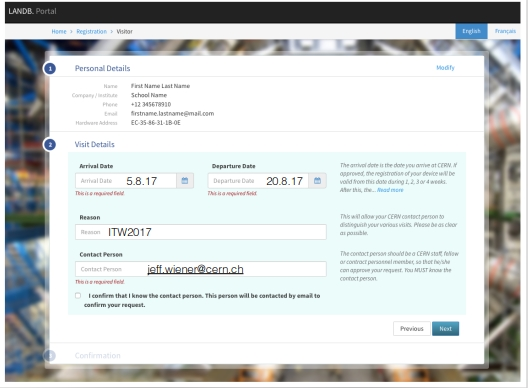 LANDB. Portal
Home > Registration > Visitor
English Français
1 Personal Details Modify
Name First Name Last Name
Company / Institute School Name
Phone +12 345678910
Email firstname.lastname@mail.com
Hardware Address EC-35-86-31-1B-0E
2 Visit Details
Arrival Date Departure Date
Arrival Date 5.8.17 Departure Date 20.8.17
This is a required field. This is a required field.
The arrival date is the date you arrive at CERN. If
approved, the registration of your device will be
valid from this date during 1, 2, 3 or 4 weeks.
After this, the... Read more
Reason
Reason ITW2017
This will allow your CERN contact person to
distinguish your various visits. Please be as clear
as possible.
Contact Person
Contact Person jeff.wiener@cern.ch
This is a required field.
The contact person should be a CERN staff, fellow
or contract personnel member, so that he/she
can approve your request. You MUST know the
contact person.
I confirm that I know the contact person. This person will be contacted by email to
confirm your request.
Previous Next
3 Confirmation